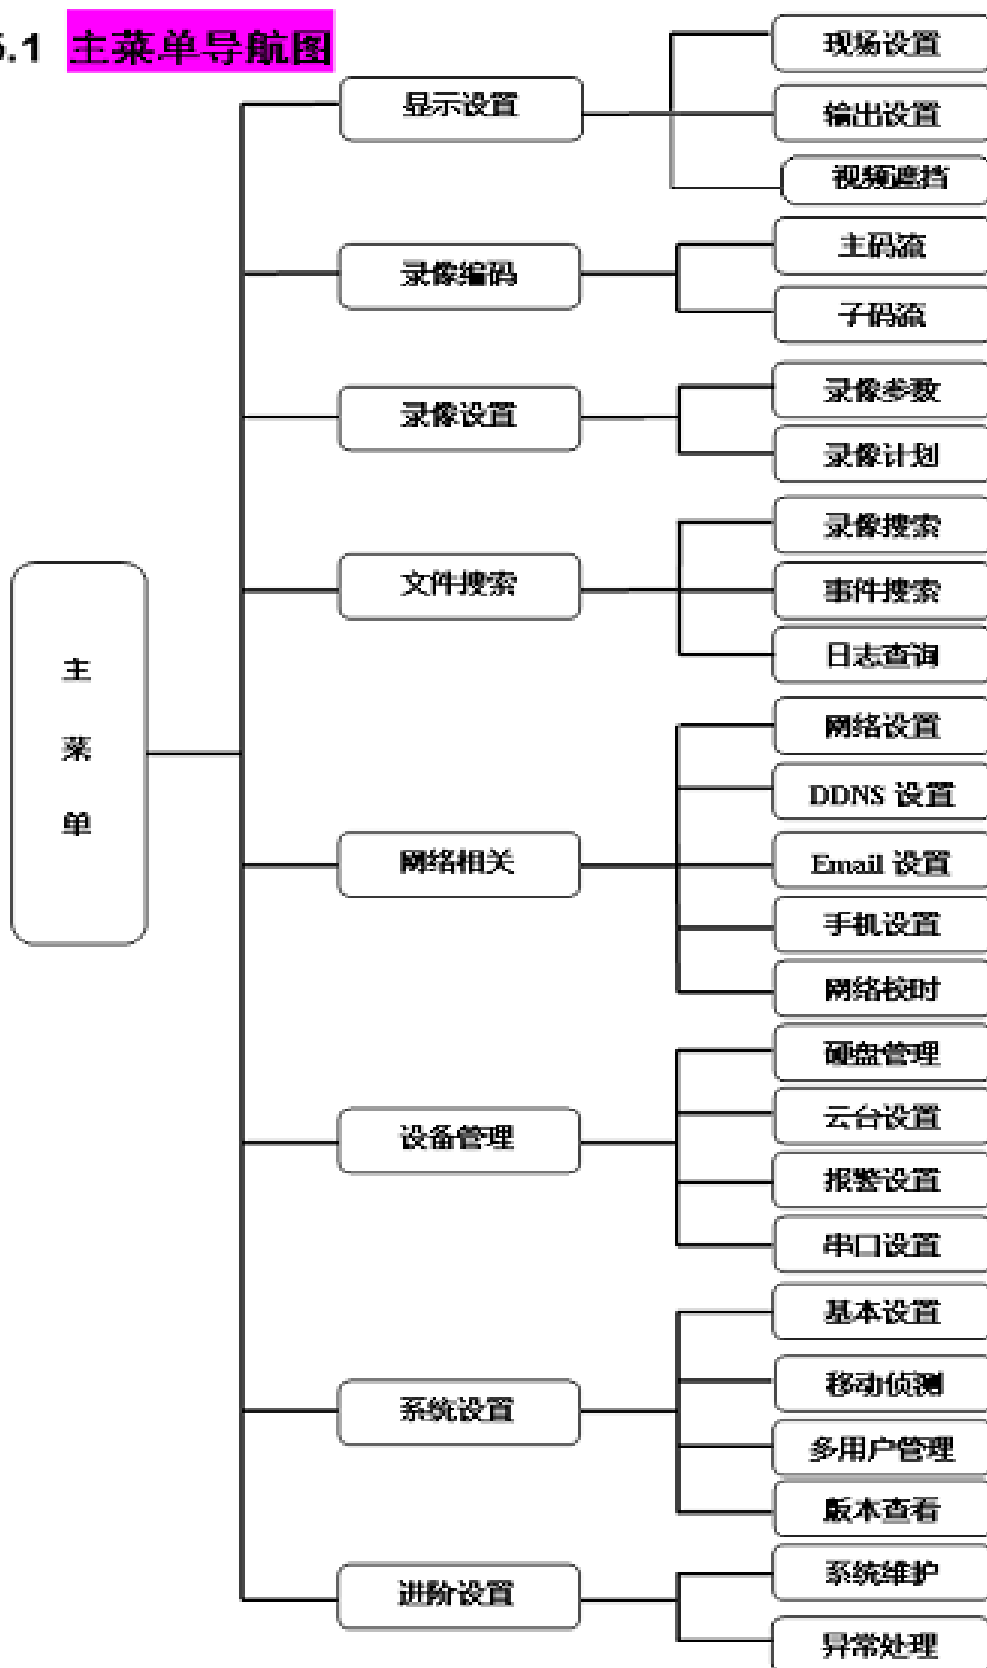 5.1 主菜单导航图
主
菜
单
显示设置
现场设置
输出设置
视频遮挡
录像编码
主码流
子码流
录像设置
录像参数
录像计划
文件搜索
录像搜索
事件搜索
日志查询
网络相关
网络设置
DDNS 设置
Email 设置
手机设置
网络校时
设备管理
硬盘管理
云台设置
报警设置
串口设置
系统设置
基本设置
移动侦测
多用户管理
版本查看
进阶设置
系统维护
异常处理